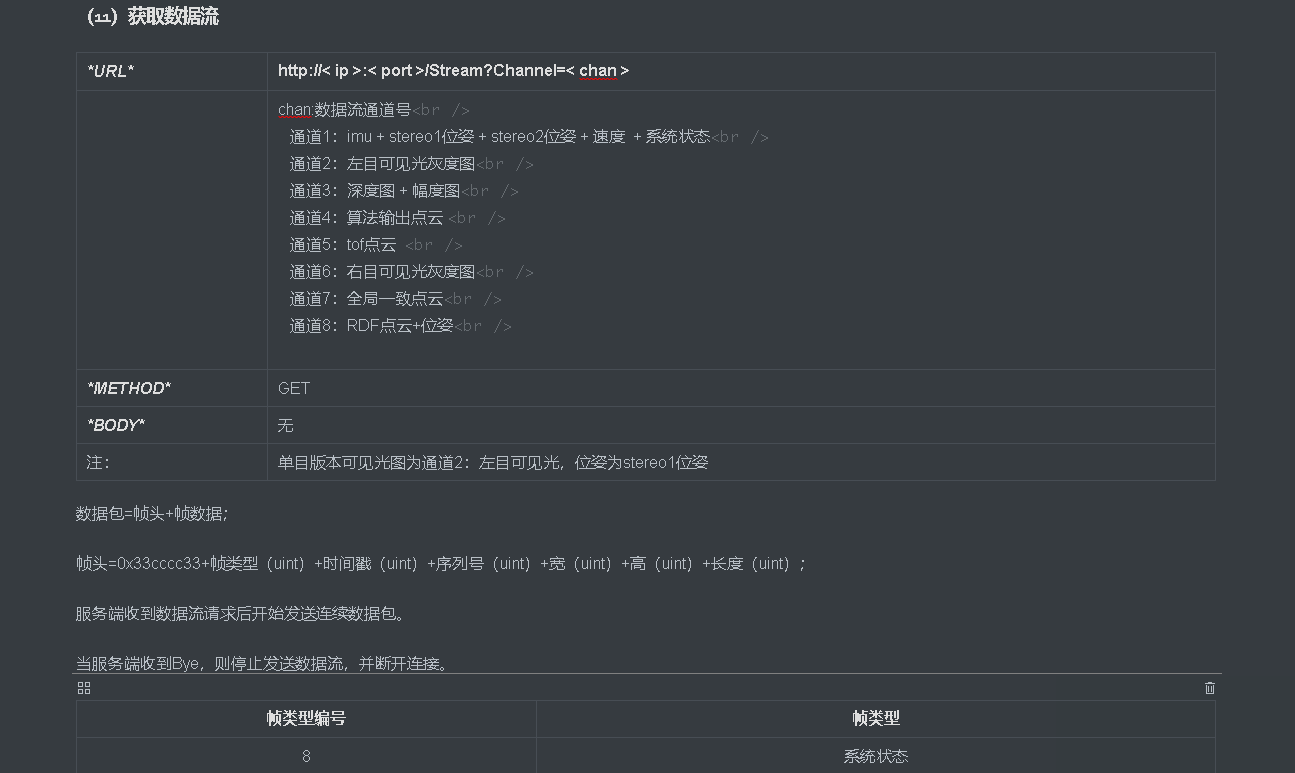 （11）获取数据流
*URL*
http://< ip >:< port >/Stream?Channel=< chan >
chan:数据流通道号<br />
通道1：imu + stereo1位姿 + stereo2位姿 + 速度 + 系统状态<br />
通道2：左目可见光灰度图<br />
通道3：深度图 + 幅度图<br />
通道4：算法输出点云 <br />
通道5：tof点云 <br />
通道6：右目可见光灰度图<br />
通道7：全局一致点云<br />
通道8：RDF点云+位姿<br />
*METHOD*
GET
*BODY*
无
注：
单目版本可见光图为通道2：左目可见光，位姿为stereo1位姿
数据包=帧头+帧数据；
帧头=0x33cccc33+帧类型（uint）+时间戳（uint）+序列号（uint）+宽（uint）+高（uint）+长度（uint）；
服务端收到数据流请求后开始发送连续数据包。
当服务端收到Bye，则停止发送数据流，并断开连接。
帧类型编号
帧类型
8
系统状态